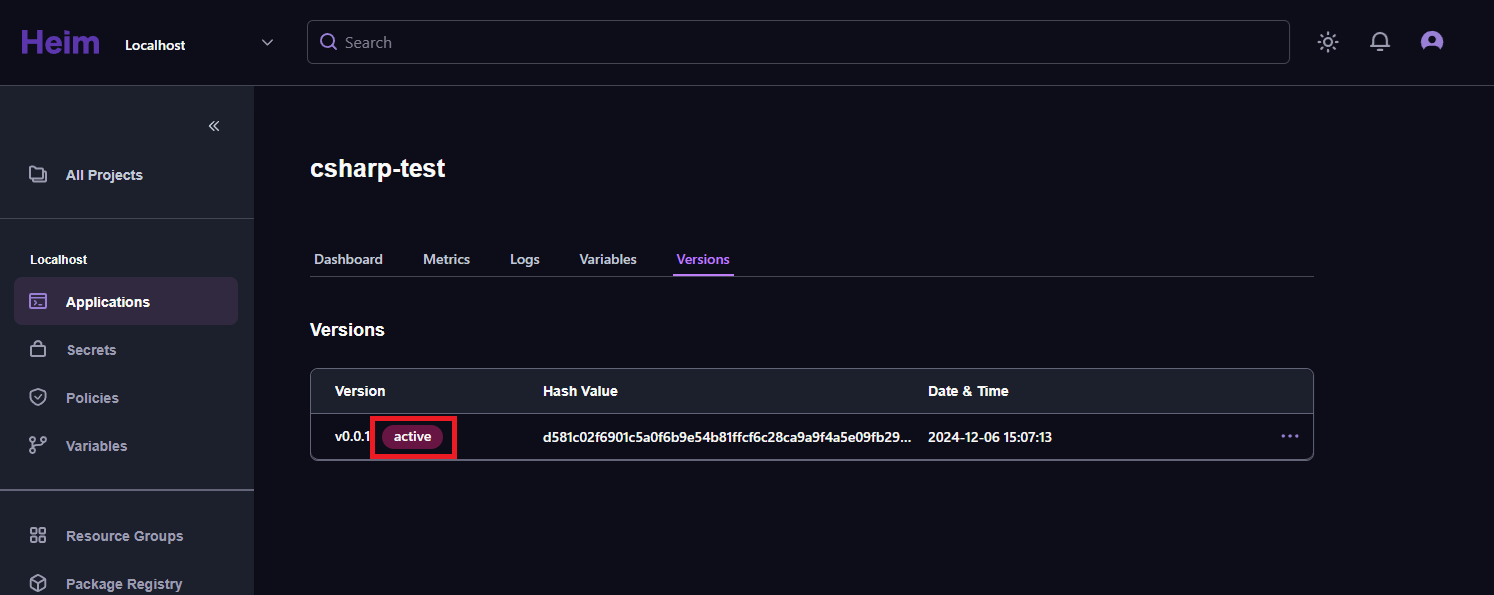 Heim
Localhost
Search
All Projects
Localhost
Applications
Secrets
Policies
Variables
Resource Groups
Package Registry
csharp-test
Dashboard Metrics Logs Variables Versions
Versions
Version Hash Value Date & Time
v0.0.1 active d581c02f6901c5a0f6b9e54b81ffcf6c28ca9a9f4a5e09fb29... 2024-12-06 15:07:13